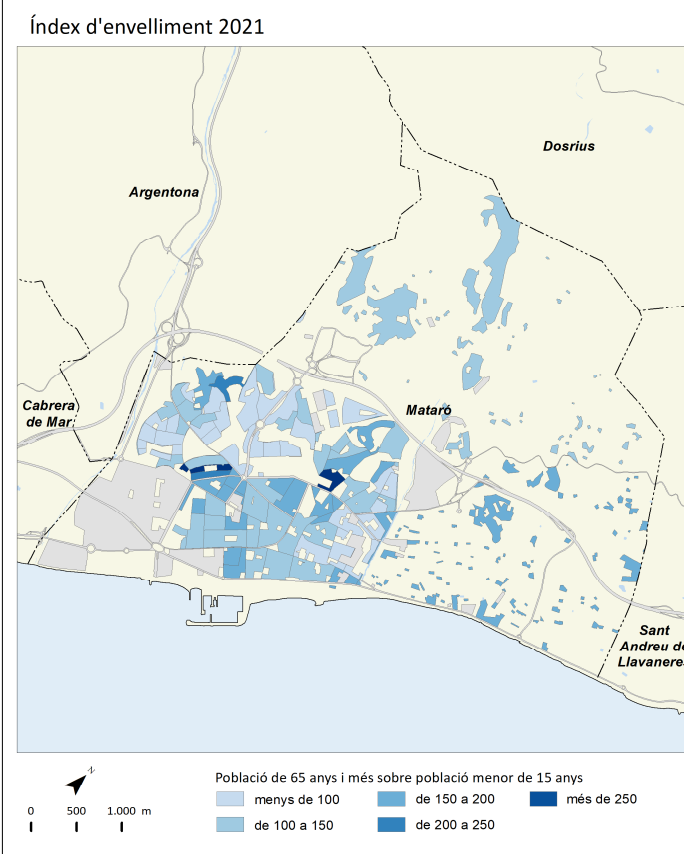 Índex d'envelliment 2021
Dosrius
Argentona
Cabrera
de Mar
Mataró
Sant
Andreu de
Llavaneres
N
Població de 65 anys i més sobre població menor de 15 anys
0 500 1.000 m
menys de 100
de 150 a 200
més de 250
de 100 a 150
de 200 a 250